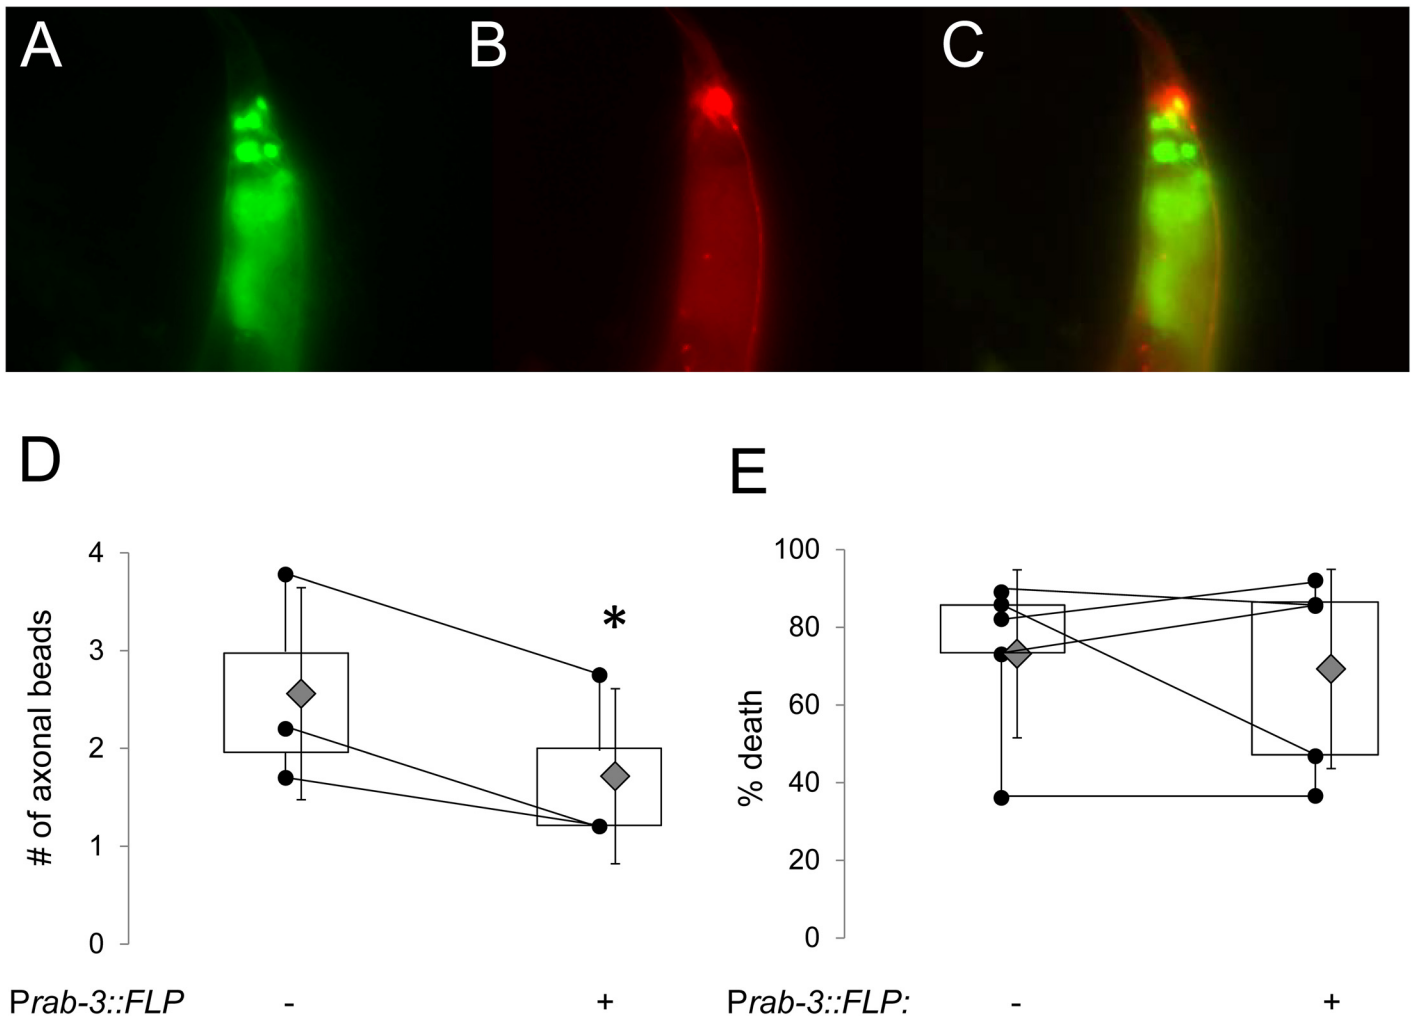 A
B
C
D
E
# of axonal beads
4
3
2
1
0
*
Prab-3::FLP
-
+
% death
100
80
60
40
20
0
Prab-3::FLP:
-
+